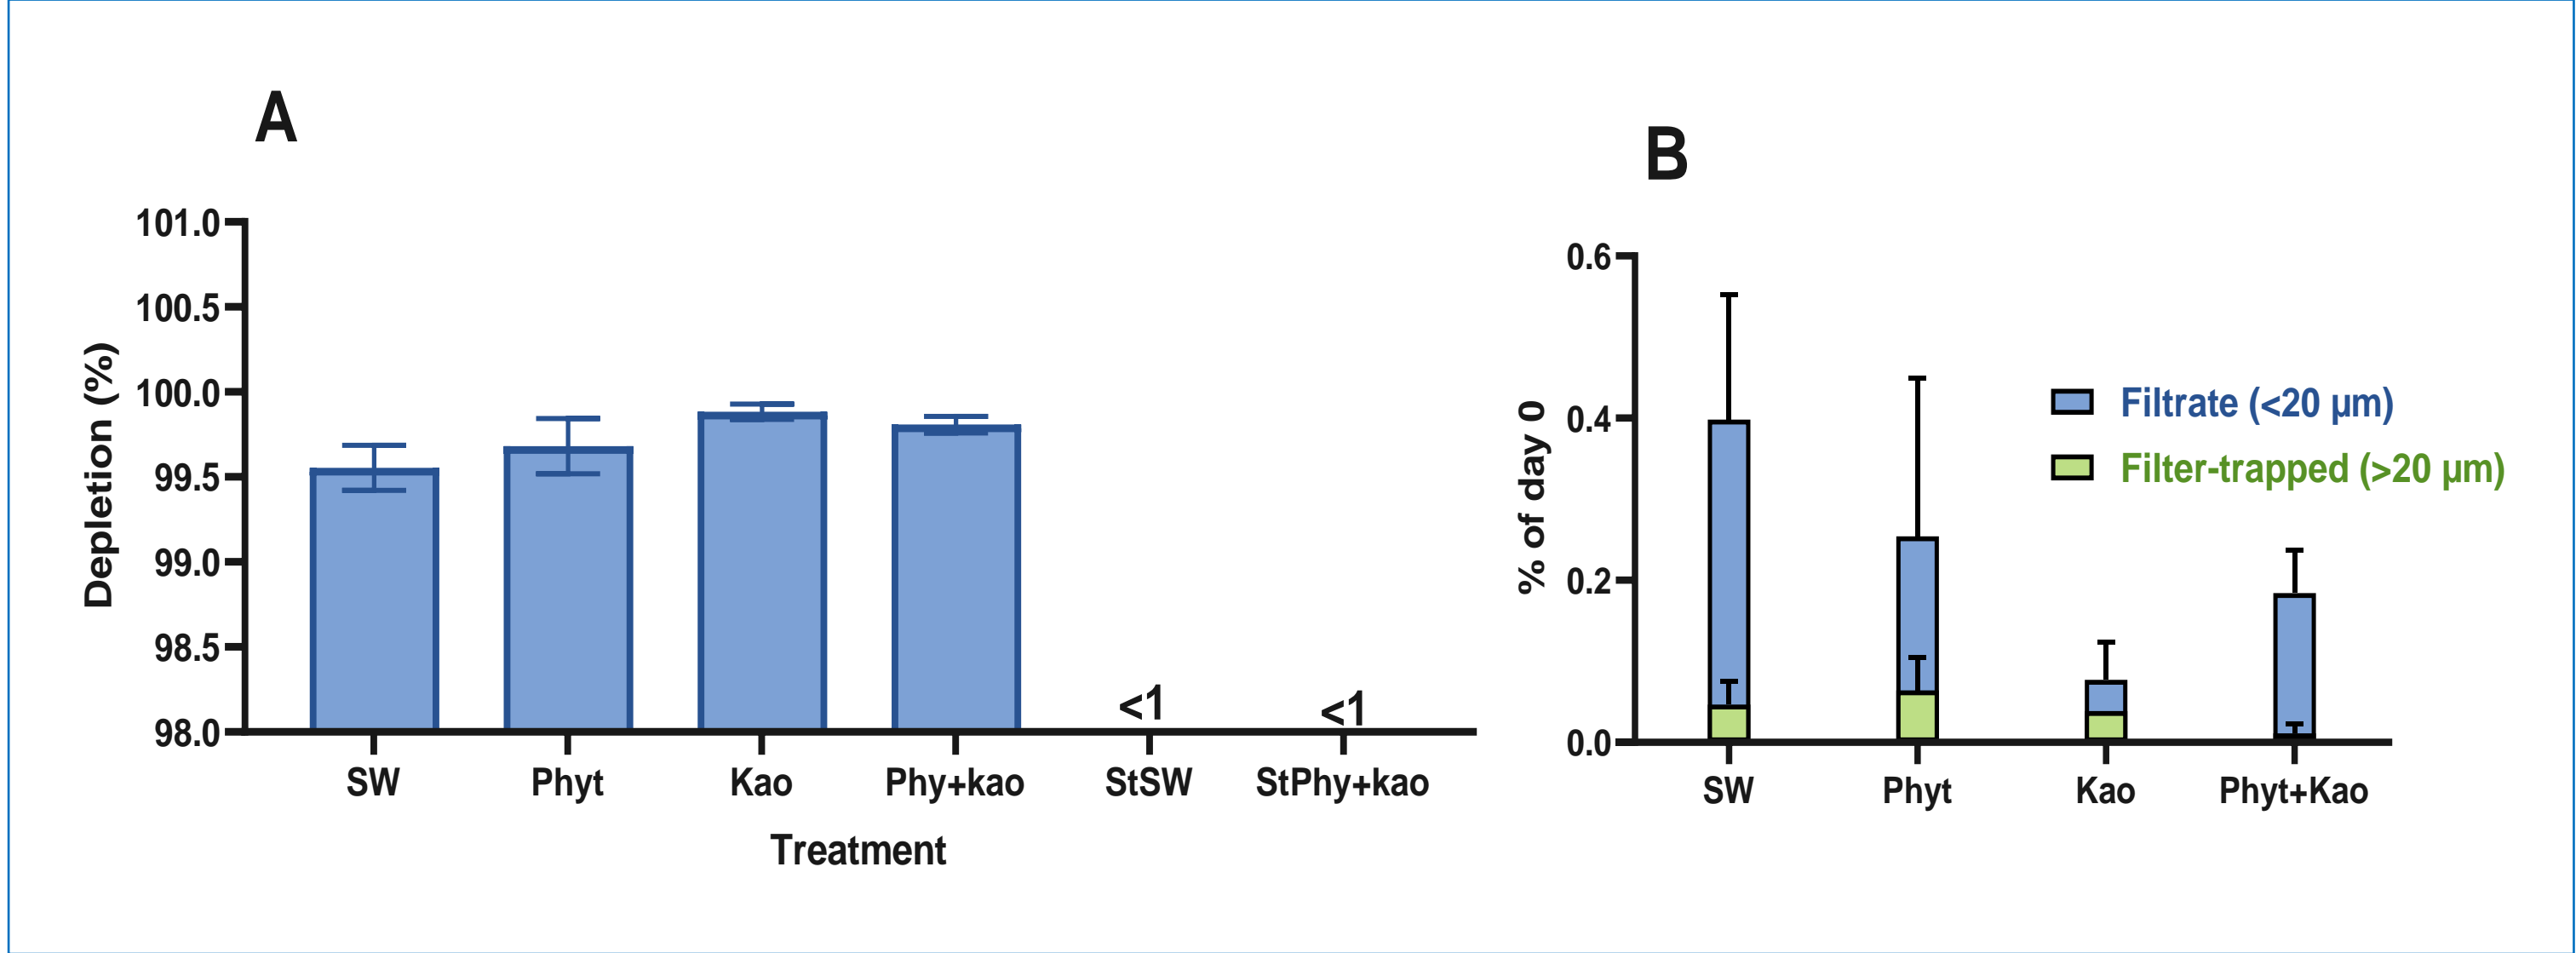 A
101.0
100.5
100.0
99.5
99.0
98.5
98.0
Depletion (%)
<1
<1
SW Phyt Kao Phy+kao StSW StPhy+kao
Treatment
B
0.6
0.4
0.2
0.0
% of day 0
Filtrate (<20 µm)
Filter-trapped (>20 µm)
SW Phyt Kao Phyt+Kao